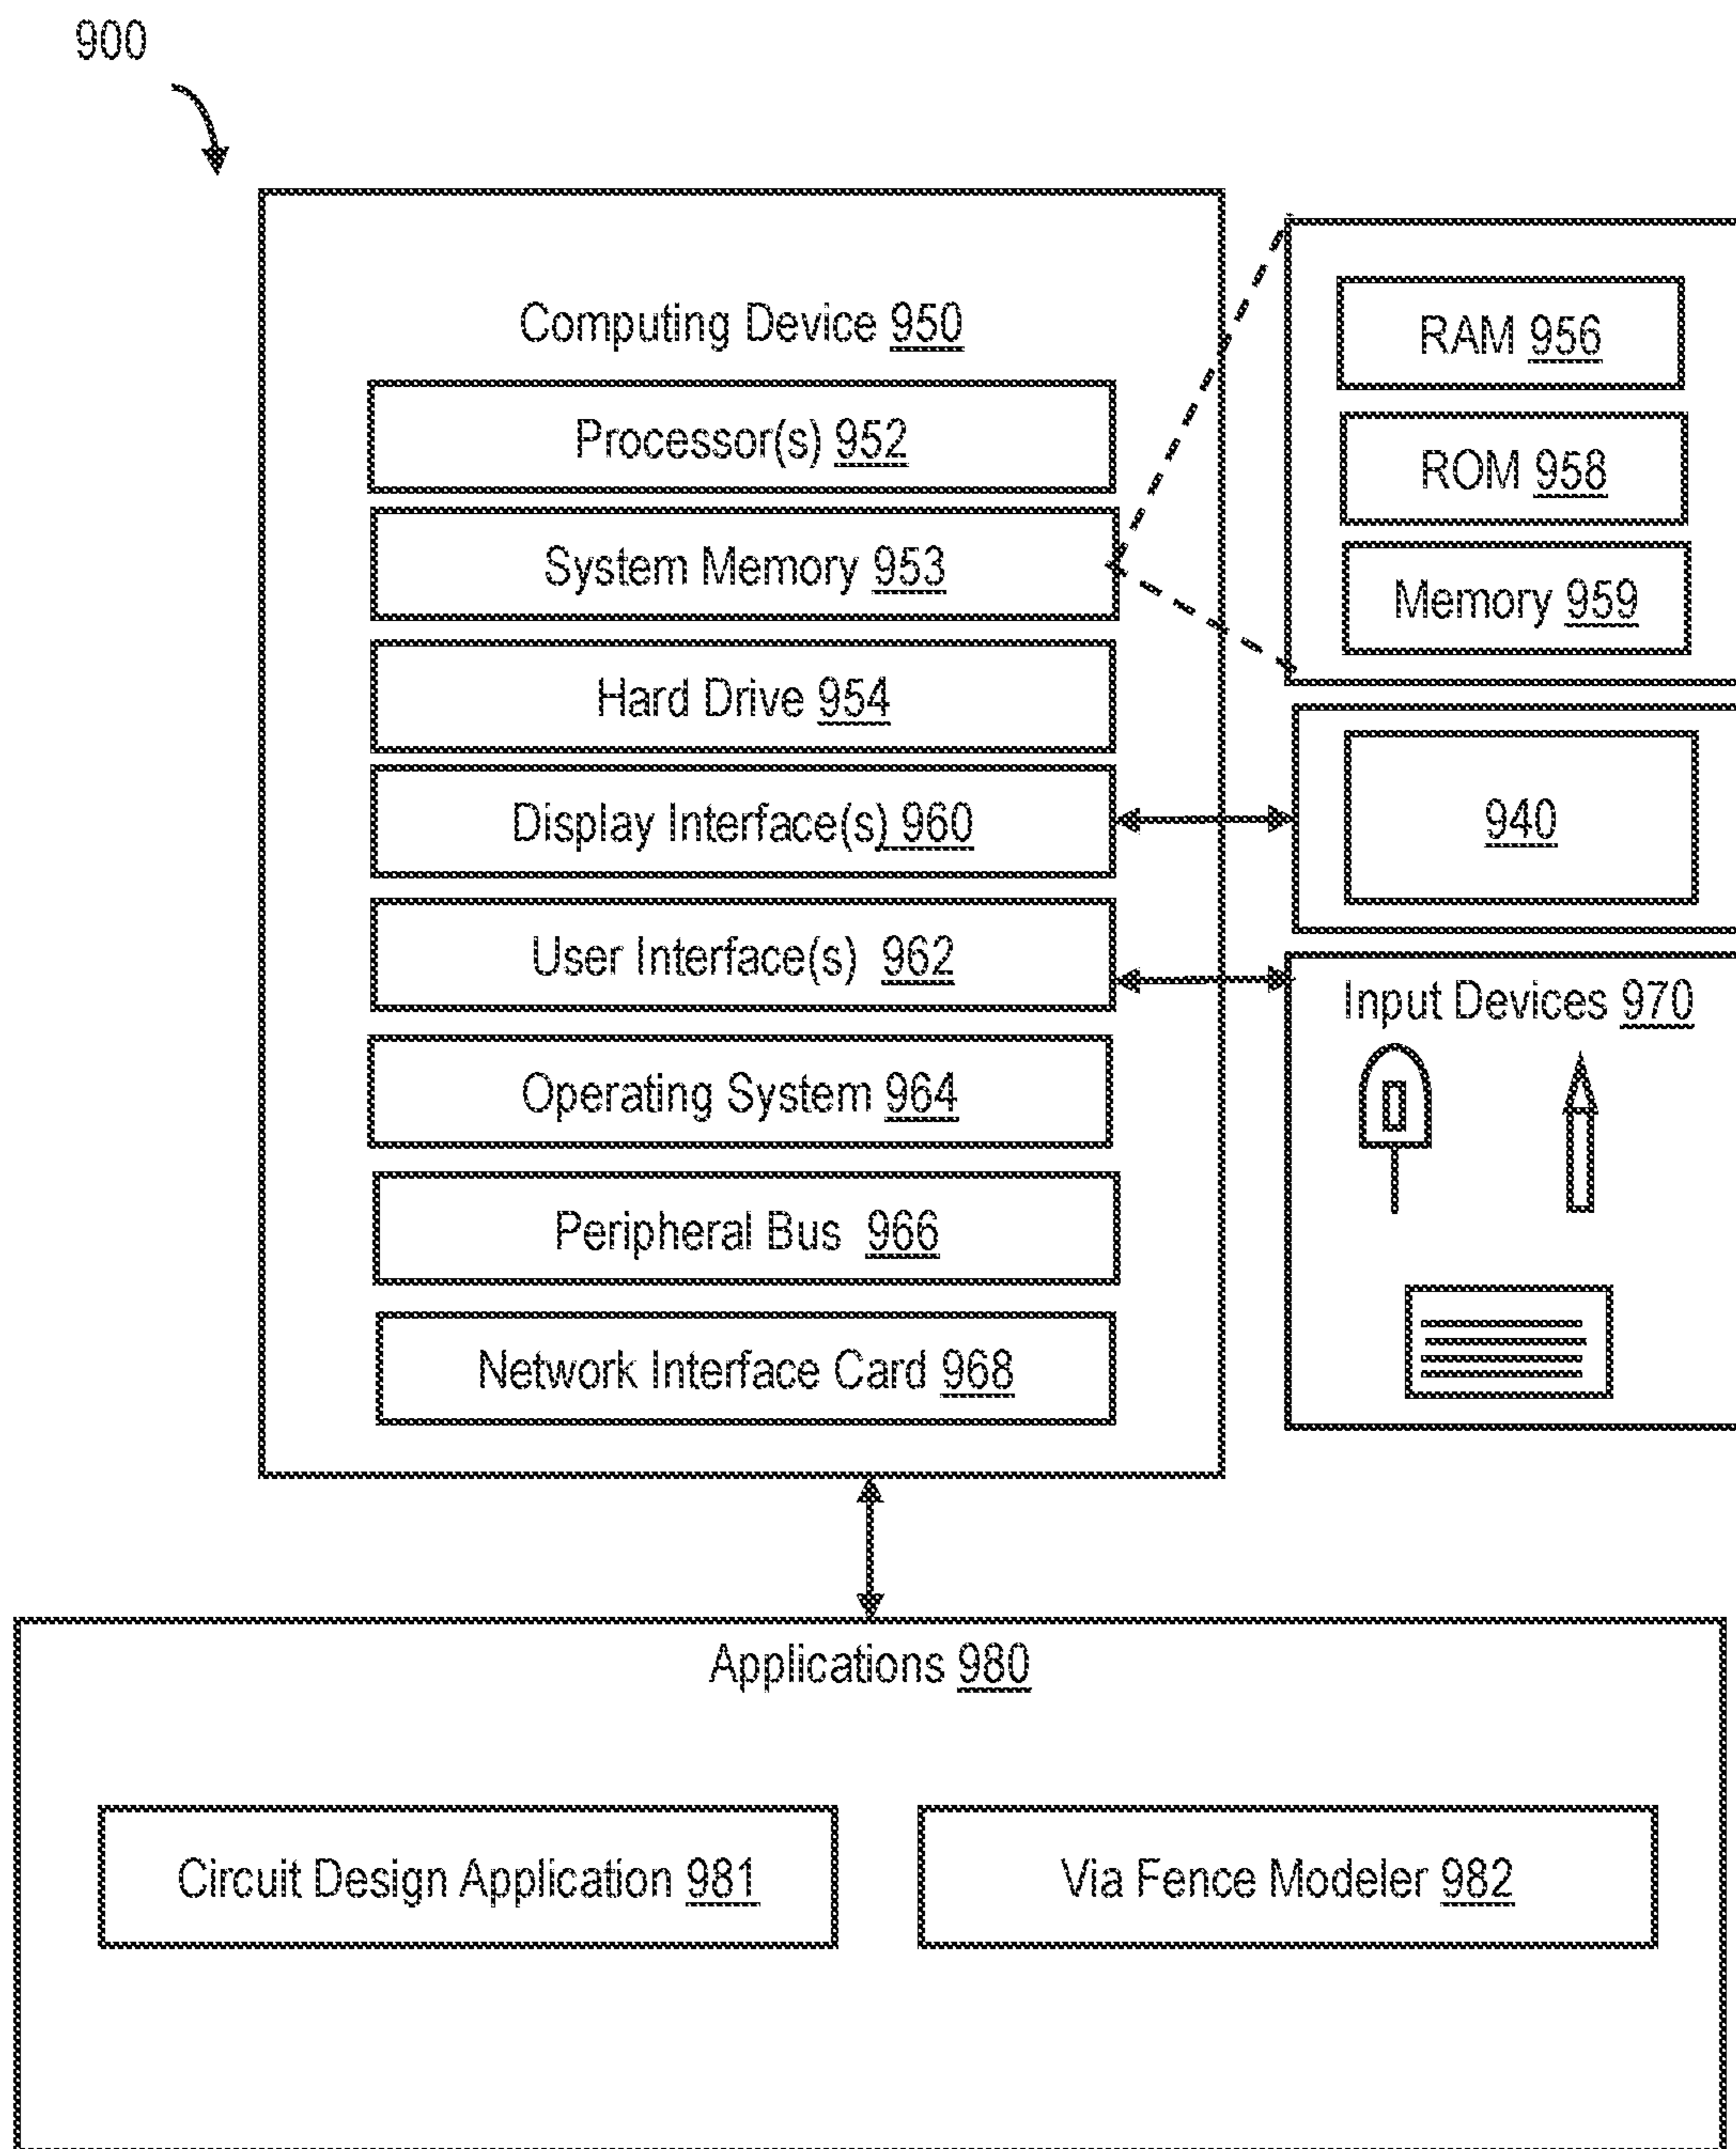 900
Computing Device 950
Processor(s) 952
System Memory 953
Hard Drive 954
Display Interface(s) 960
User Interface(s) 962
Operating System 964
Peripheral Bus 966
Network Interface Card 968
RAM 956
ROM 958
Memory 959
940
Input Devices 970
Applications 980
Circuit Design Application 981
Via Fence Modeler 982